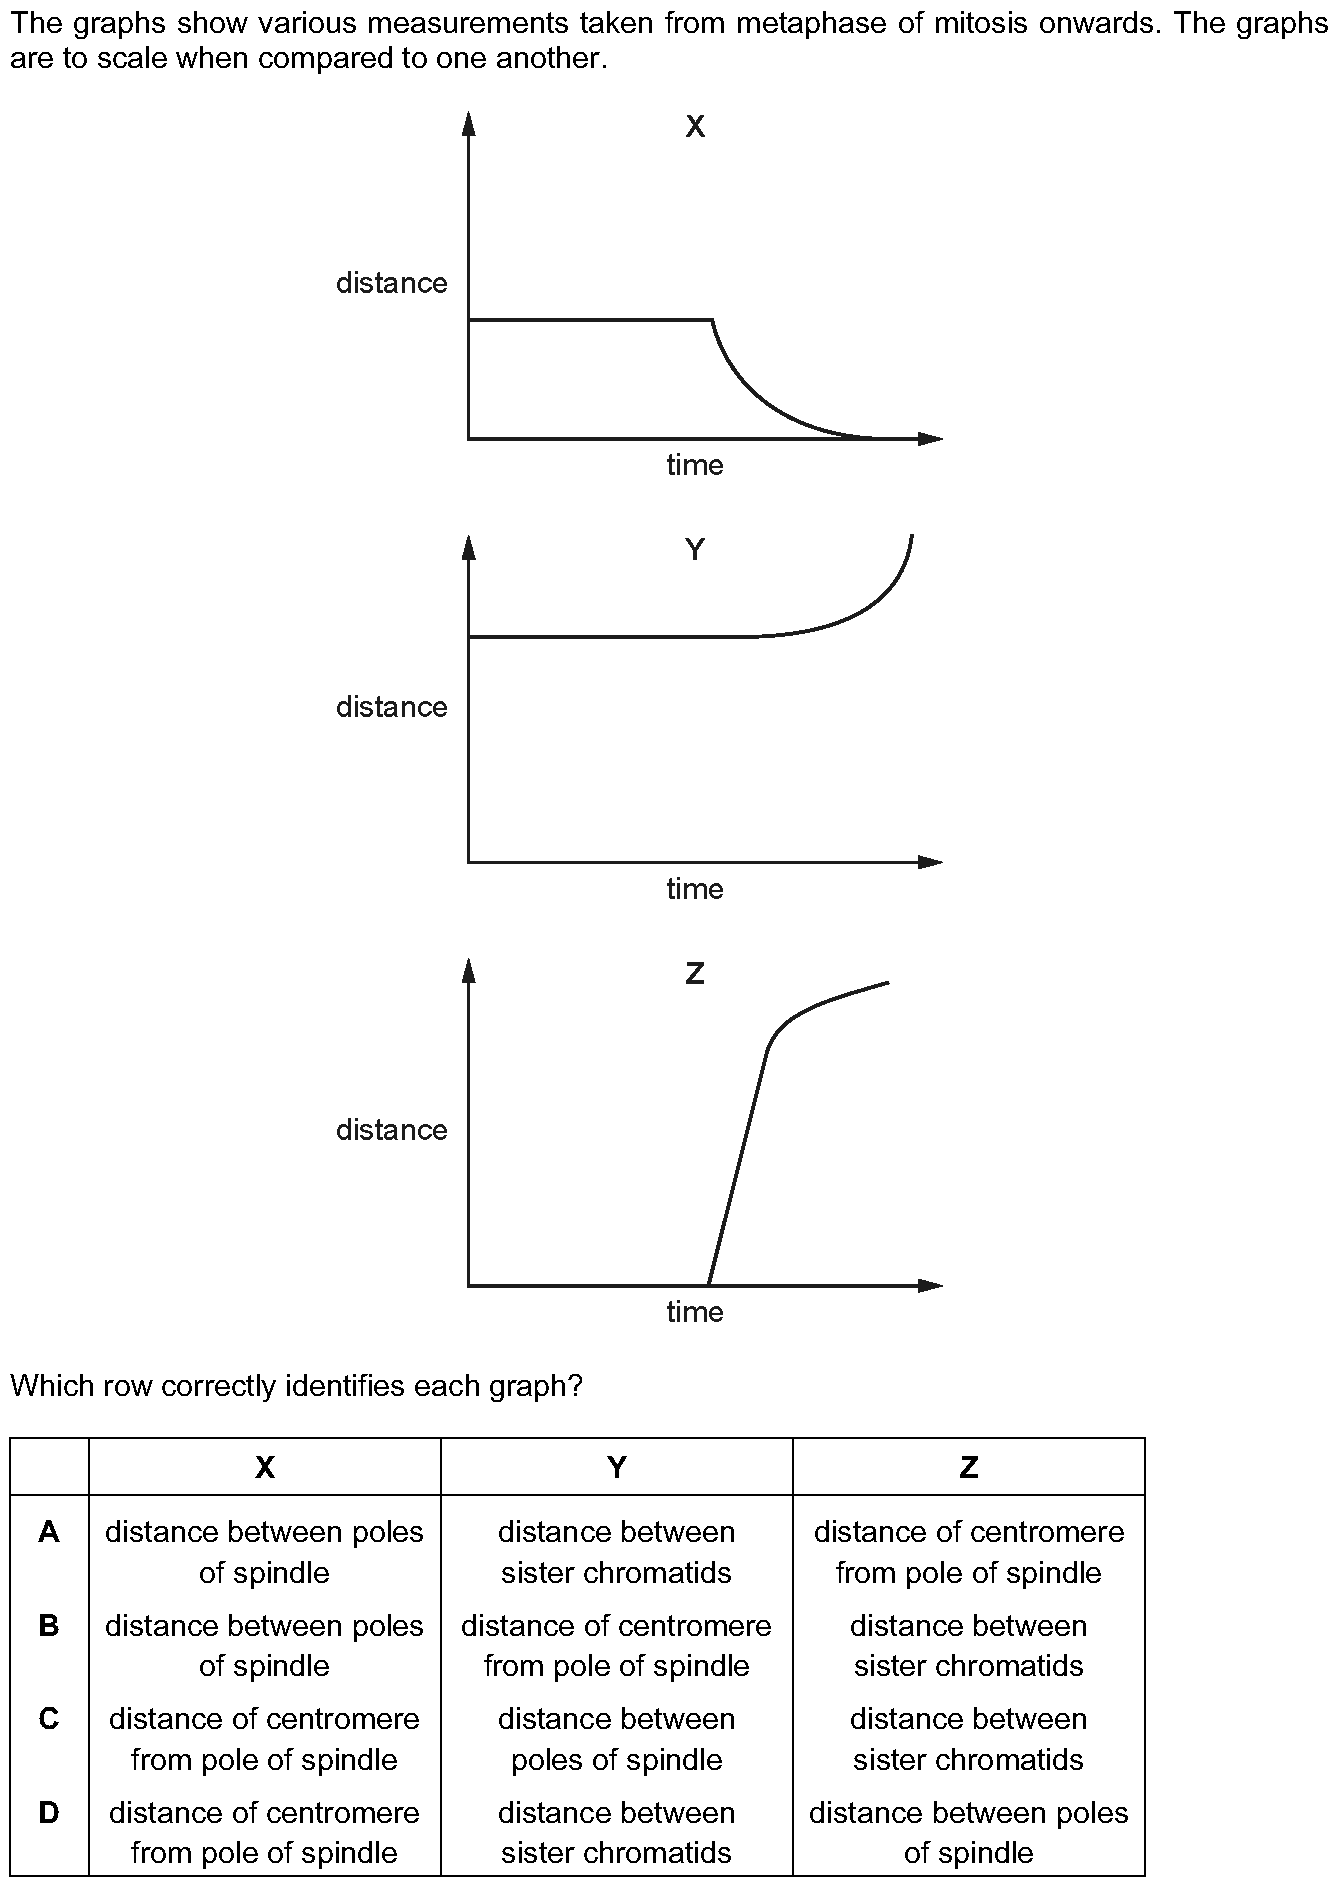 The graphs show various measurements taken from metaphase of mitosis onwards. The graphs
are to scale when compared to one another.
X
distance
time
Y
distance
time
Z
distance
time
Which row correctly identifies each graph?
X Y Z
A distance between poles of spindle distance between sister chromatids distance of centromere from pole of spindle
B distance between poles of spindle distance of centromere from pole of spindle distance between sister chromatids
C distance of centromere from pole of spindle distance between poles of spindle distance between sister chromatids
D distance of centromere from pole of spindle distance between sister chromatids distance between poles of spindle